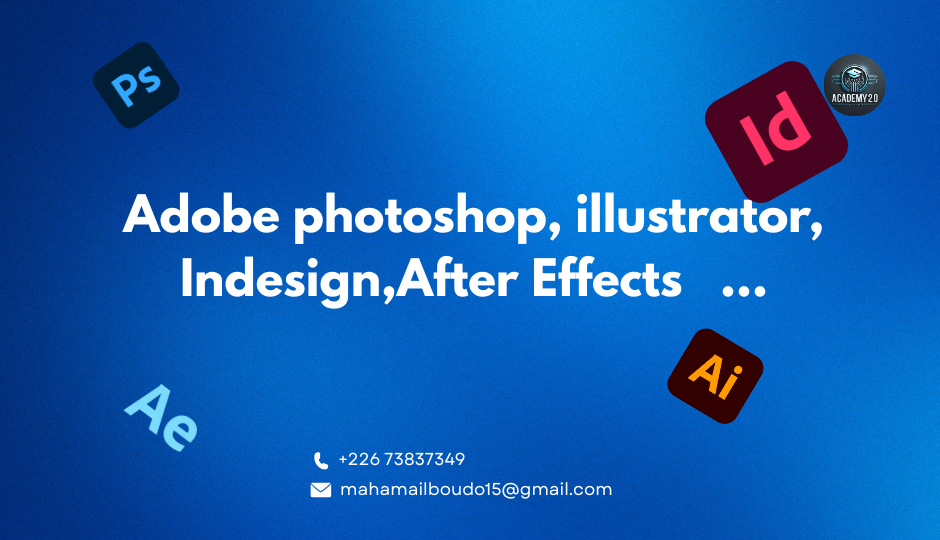 Ps
Id
ACADEMY 2.0
Adobe photoshop, illustrator,
Indesign,After Effects ...
Ai
Ae
+226 73837349
mahamailboudo15@gmail.com